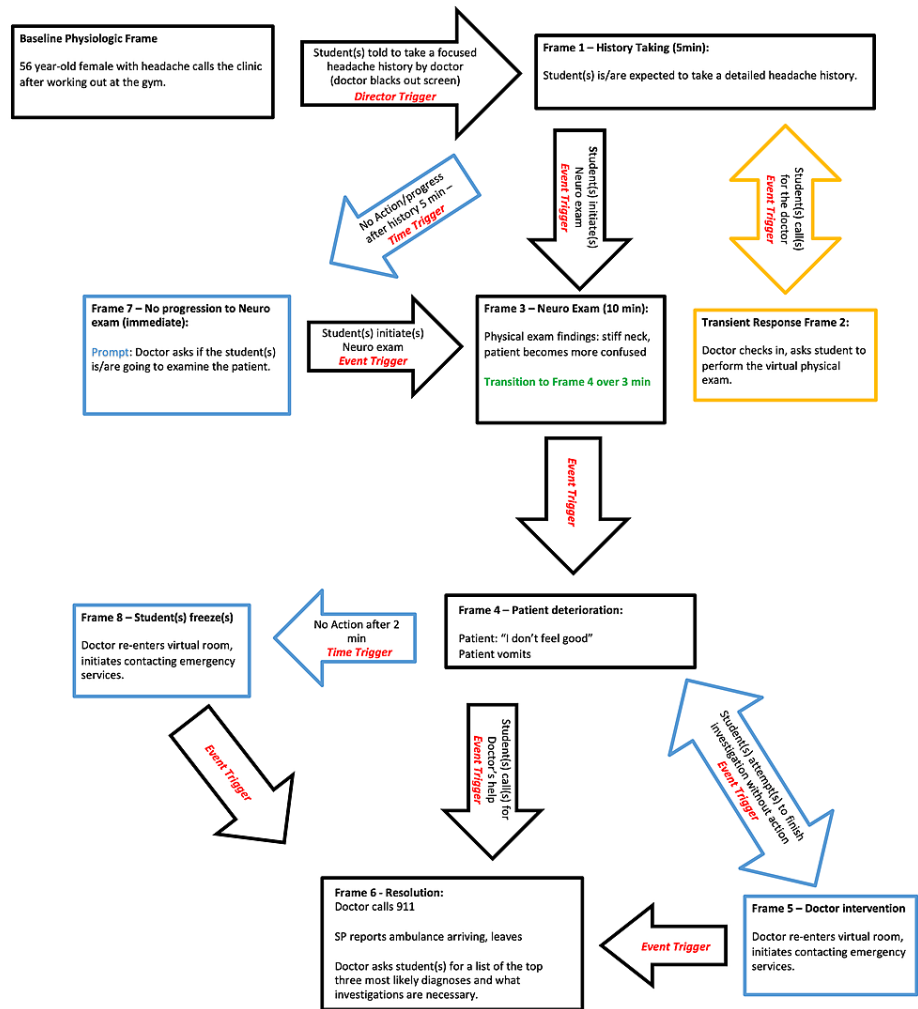 Baseline Physiologic Frame
56 year-old female with headache calls the clinic
after working out at the gym.
Student(s) told to take a focused
headache history by doctor
(doctor blacks out screen)
Director Trigger
Frame 1 – History Taking (5min):
Student(s) is/are expected to take a detailed headache history.
No Action/progress
after history 5 min –
Time Trigger
Student(s) initiate(s)
Neuro exam
Event Trigger
Student(s) call(s)
for the doctor
Event Trigger
Frame 7 – No progression to Neuro
exam (immediate):
Prompt: Doctor asks if the student(s)
is/are going to examine the patient.
Student(s) initiate(s)
Neuro exam
Event Trigger
Frame 3 – Neuro Exam (10 min):
Physical exam findings: stiff neck,
patient becomes more confused
Transition to Frame 4 over 3 min
Transient Response Frame 2:
Doctor checks in, asks student to
perform the virtual physical
exam.
Event Trigger
Frame 8 – Student(s) freeze(s)
Doctor re-enters virtual room,
initiates contacting emergency
services.
No Action after 2
min
Time Trigger
Frame 4 – Patient deterioration:
Patient: “I don’t feel good”
Patient vomits
Event Trigger
Student(s) call(s) for
Doctor’s help
Event Trigger
Student(s) attempt(s) to finish
investigation without action
Event Trigger
Frame 6 - Resolution:
Doctor calls 911
SP reports ambulance arriving, leaves
Doctor asks student(s) for a list of the top
three most likely diagnoses and what
investigations are necessary.
Event Trigger
Frame 5 – Doctor intervention
Doctor re-enters virtual room,
initiates contacting emergency
services.